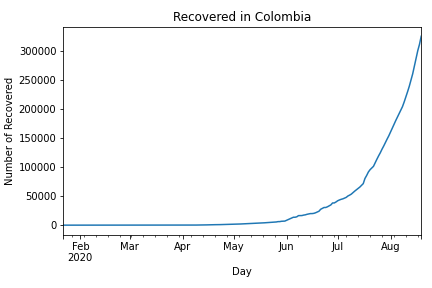 Recovered in Colombia
Number of Recovered
300000
250000
200000
150000
100000
50000
0
Feb Mar Apr May Jun Jul Aug
2020
Day